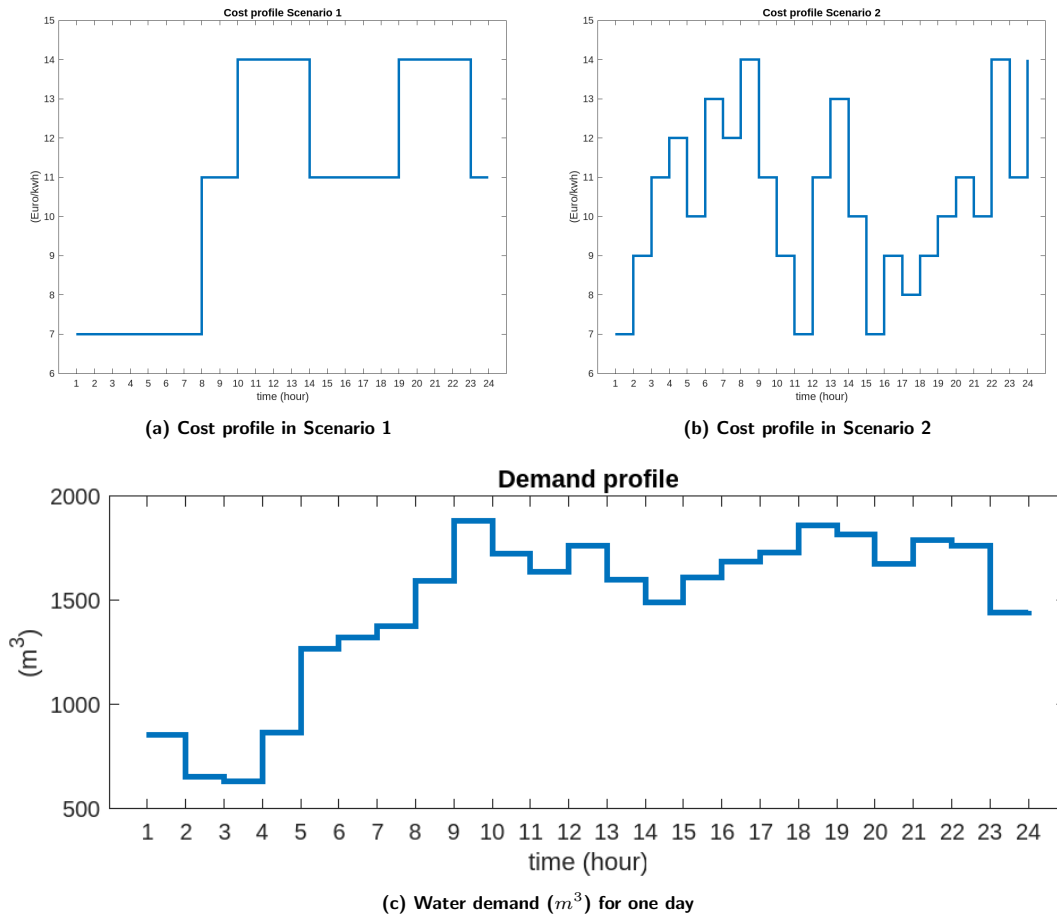 Cost profile Scenario 1
15
14
13
12
11
10
9
8
7
6
(Euro/kwh)
1 2 3 4 5 6 7 8 9 10 11 12 13 14 15 16 17 18 19 20 21 22 23 24
time (hour)
(a) Cost profile in Scenario 1
Cost profile Scenario 2
15
14
13
12
11
10
9
8
7
6
(Euro/kwh)
1 2 3 4 5 6 7 8 9 10 11 12 13 14 15 16 17 18 19 20 21 22 23 24
time (hour)
(b) Cost profile in Scenario 2
Demand profile
2000
1500
1000
500
(m³)
1 2 3 4 5 6 7 8 9 10 11 12 13 14 15 16 17 18 19 20 21 22 23 24
time (hour)
(c) Water demand (m³) for one day